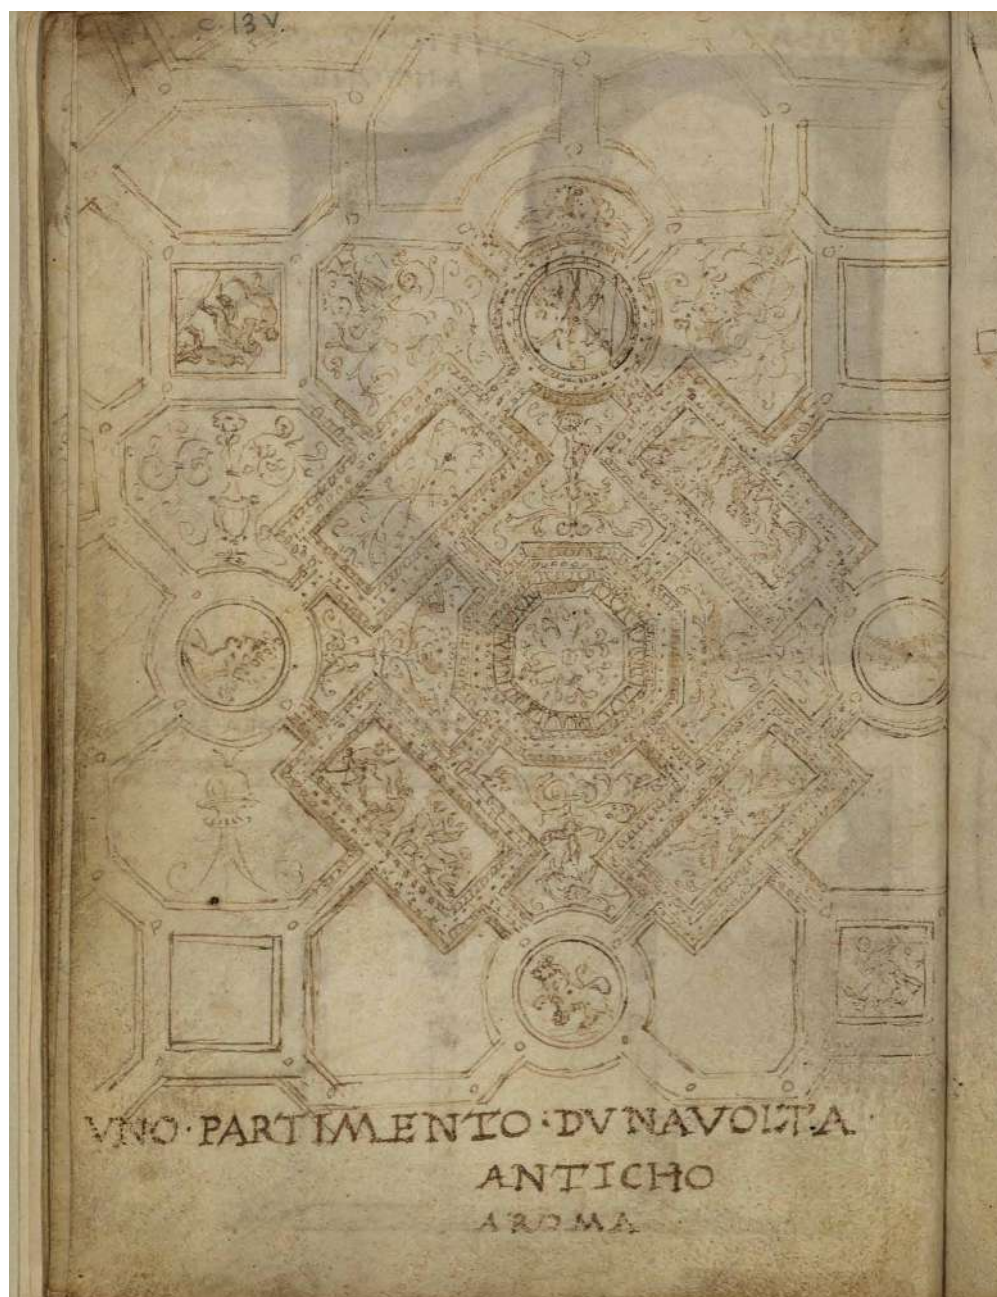 c. 13 v.
VNO · PARTIMENTO · DVNAVOLTA ·
ANTICHO
AROMA